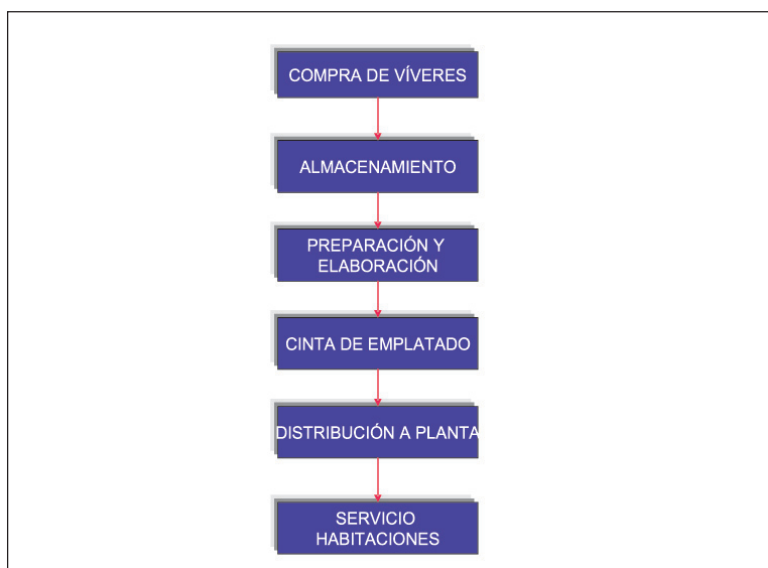 COMPRA DE VÍVERES
ALMACENAMIENTO
PREPARACIÓN Y
ELABORACIÓN
CINTA DE EMPLATADO
DISTRIBUCIÓN A PLANTA
SERVICIO
HABITACIONES